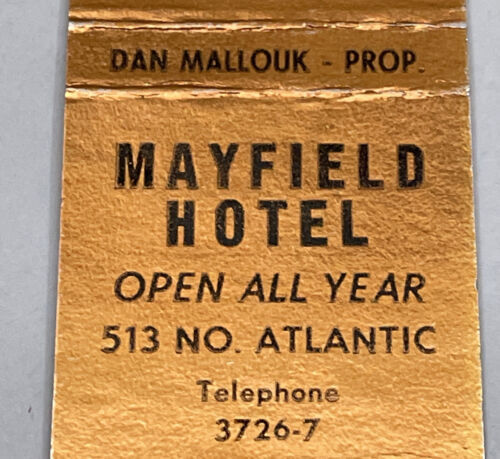 DAN MALLOUK - PROP.
MAYFIELD
HOTEL
OPEN ALL YEAR
513 NO. ATLANTIC
Telephone
3726-7